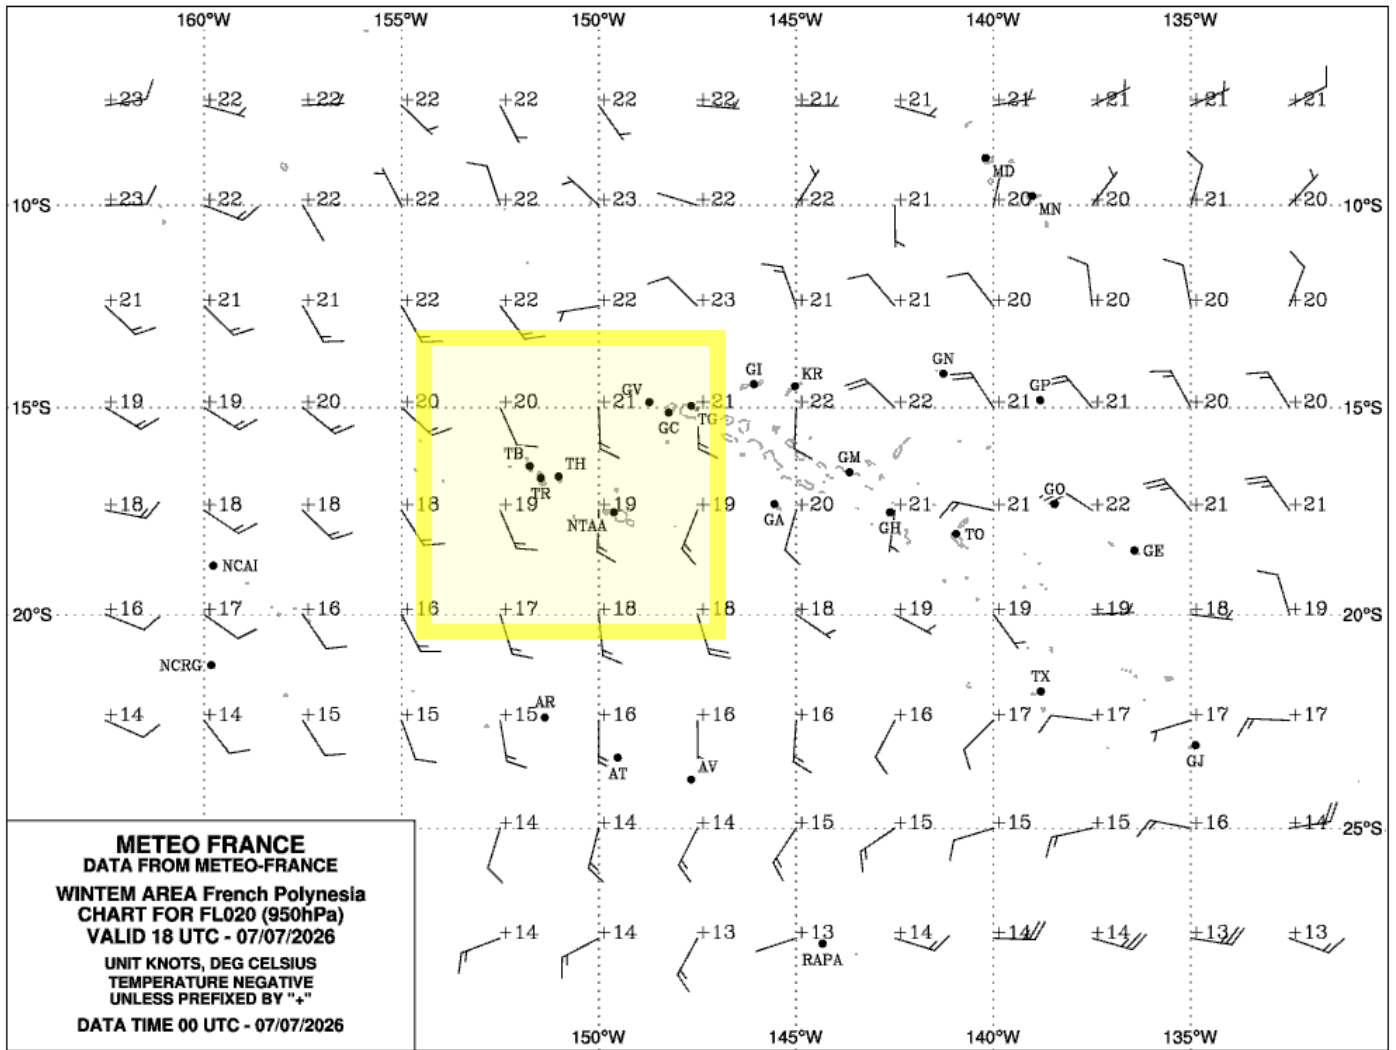 160°W 155°W 150°W 145°W 140°W 135°W
+23 +22 +22 +22 +22 +22 +22 +21 +21 +21 +21 +21 +21
MD
10°S +23 +22 +22 +22 +22 +23 +22 +22 +21 +20 +20 +21 +20 10°S
MN
+21 +21 +21 +22 +22 +22 +23 +21 +21 +20 +20 +20 +20
GN
GI KR
GV GP
15°S +19 +19 +20 +20 +20 +21 +21 +22 +22 +21 +21 +20 +20 15°S
GC TG
TB TH GM
TR
GO
+18 +18 +20 +18 +19 +19 +19 +20 +21 +21 +22 +21 +21
NTAA GA GH TO
GE
NCAI
20°S +16 +17 +16 +16 +17 +18 +18 +18 +19 +19 +19 +18 +19 20°S
NCRG
TX
AR
+14 +14 +15 +15 +15 +16 +16 +16 +16 +17 +17 +17 +17
GJ
AT AV
+14 +14 +14 +15 +15 +15 +15 +16 +14 25°S
+14 +14 +13 +13 +14 +14 +14 +13 +13
RAPA
150°W 145°W 140°W 135°W
METEO FRANCE
DATA FROM METEO-FRANCE
WINTEM AREA French Polynesia
CHART FOR FL020 (950hPa)
VALID 18 UTC - 07/07/2026
UNIT KNOTS, DEG CELSIUS
TEMPERATURE NEGATIVE
UNLESS PREFIXED BY "+"
DATA TIME 00 UTC - 07/07/2026